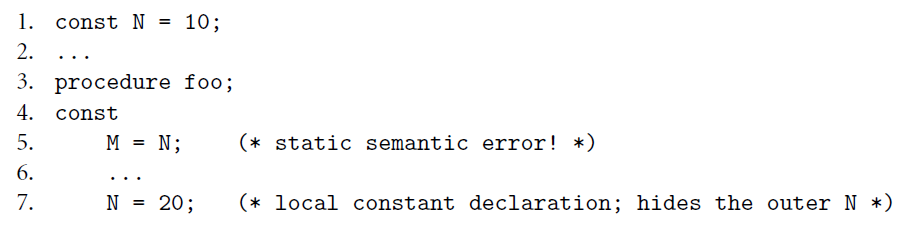 1. const N = 10;
2. ...
3. procedure foo;
4. const
5. M = N; (* static semantic error! *)
6. ...
7. N = 20; (* local constant declaration; hides the outer N *)